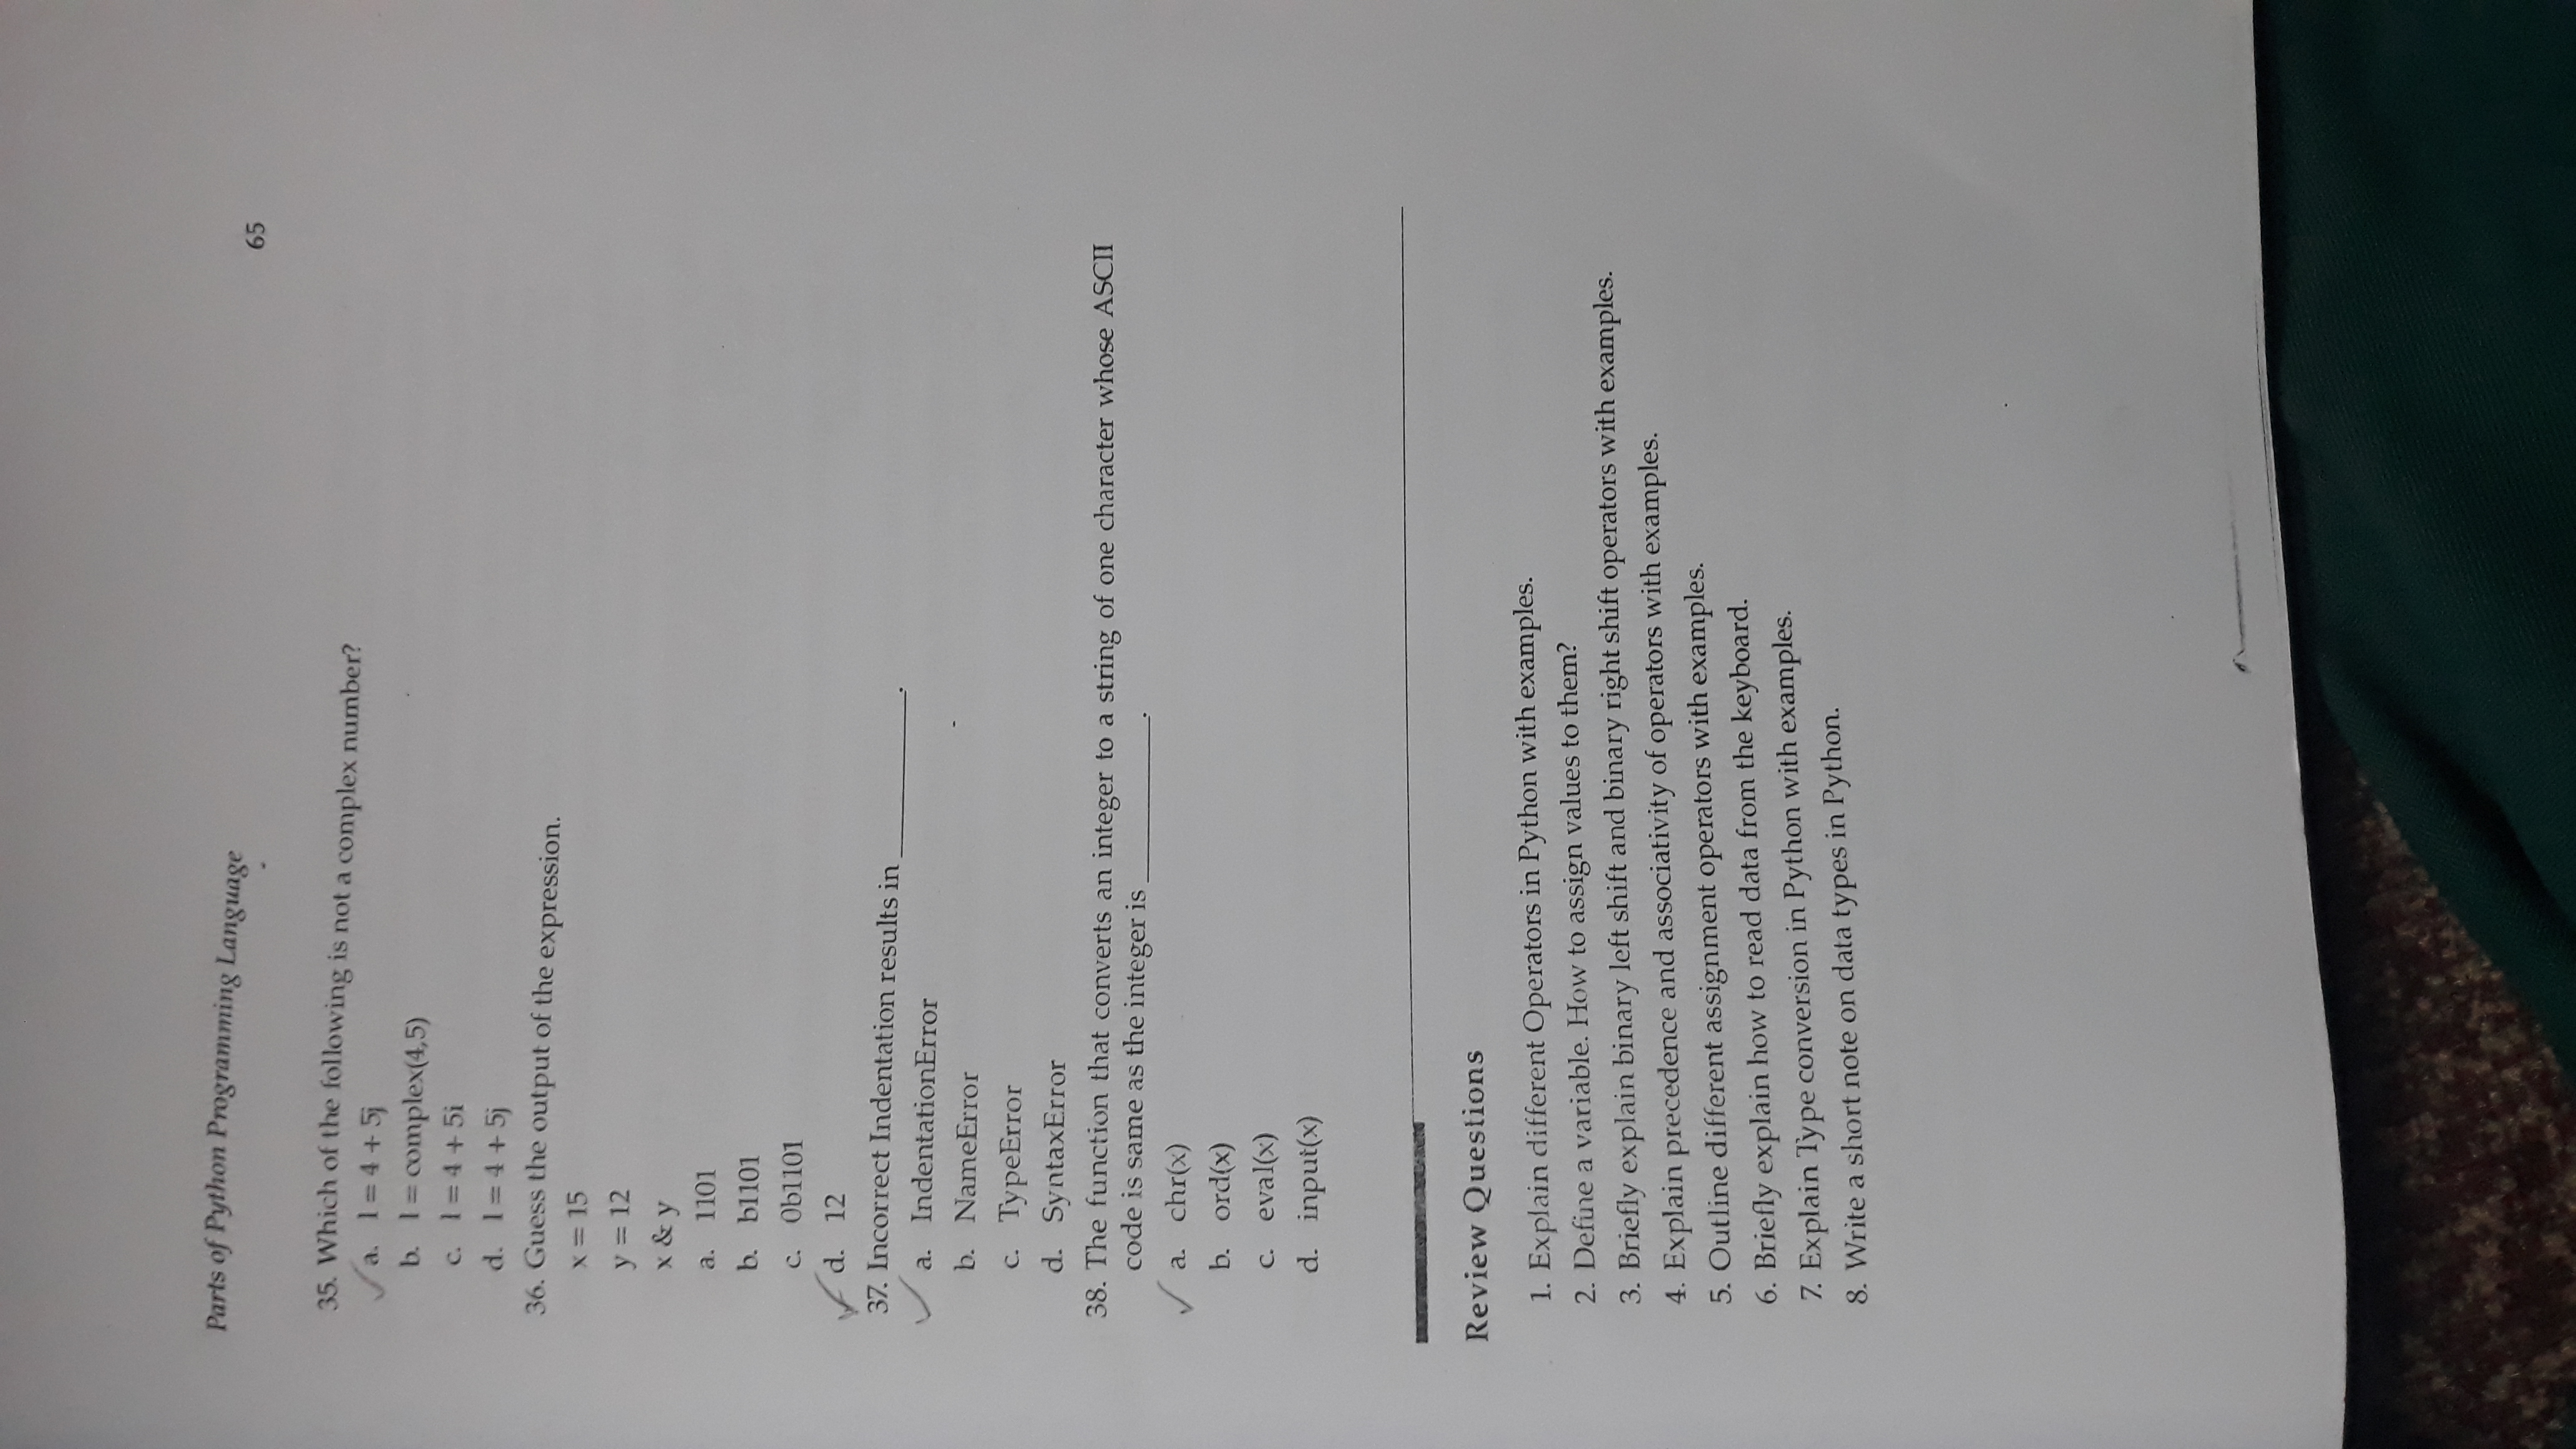 Parts of Python Programming Language
65
35. Which of the following is not a complex number?
a. l = 4 + 5j
b. l = complex(4,5)
c. l = 4 + 5i
d. l = 4 + 5j
36. Guess the output of the expression.
x = 15
y = 12
x & y
a. 1101
b. b1101
c. 0b1101
d. 12
37. Incorrect Indentation results in __________.
a. IndentationError
b. NameError
c. TypeError
d. SyntaxError
38. The function that converts an integer to a string of one character whose ASCII
code is same as the integer is __________.
a. chr(x)
b. ord(x)
c. eval(x)
d. input(x)
Review Questions
1. Explain different Operators in Python with examples.
2. Define a variable. How to assign values to them?
3. Briefly explain binary left shift and binary right shift operators with examples.
4. Explain precedence and associativity of operators with examples.
5. Outline different assignment operators with examples.
6. Briefly explain how to read data from the keyboard.
7. Explain Type conversion in Python with examples.
8. Write a short note on data types in Python.